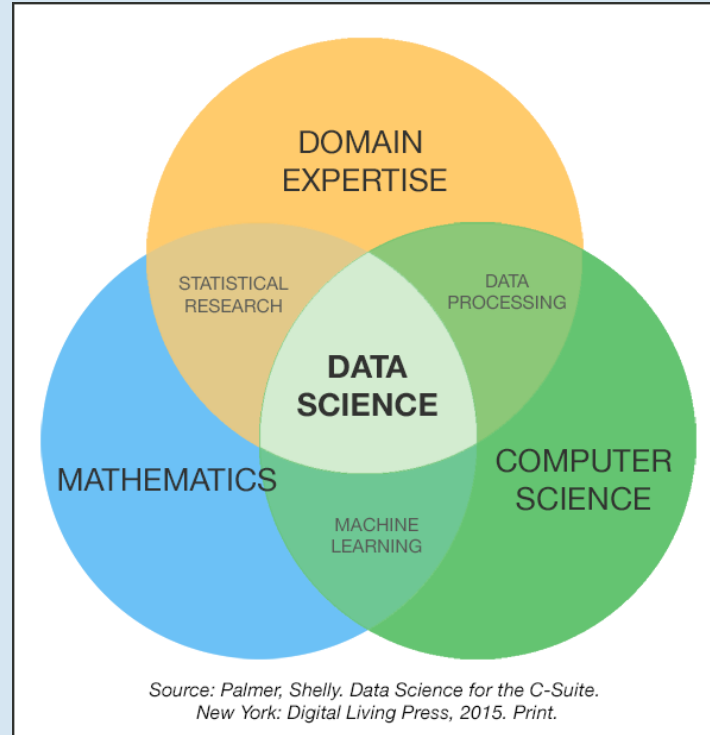 DOMAIN
EXPERTISE
STATISTICAL
RESEARCH
DATA
PROCESSING
DATA
SCIENCE
MATHEMATICS
COMPUTER
SCIENCE
MACHINE
LEARNING
Source: Palmer, Shelly. Data Science for the C-Suite.
New York: Digital Living Press, 2015. Print.